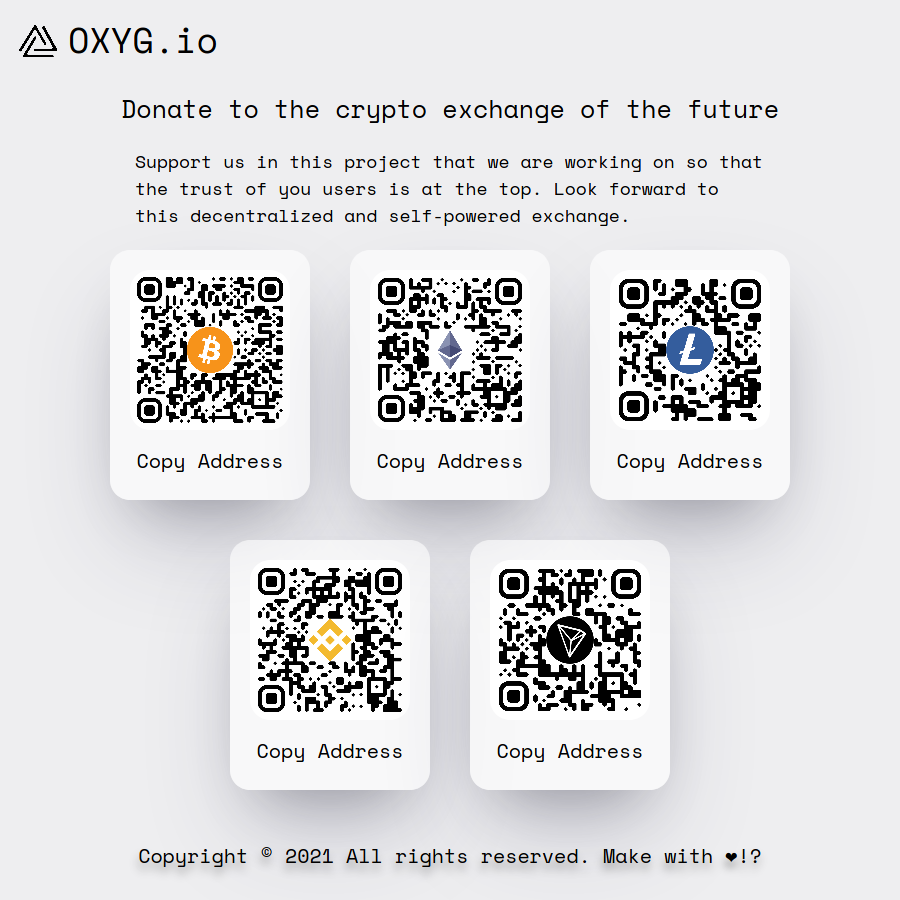 OXYG.io
Donate to the crypto exchange of the future
Support us in this project that we are working on so that
the trust of you users is at the top. Look forward to
this decentralized and self-powered exchange.
Copy Address
Copy Address
Copy Address
Copy Address
Copy Address
Copyright © 2021 All rights reserved. Make with ❤!?